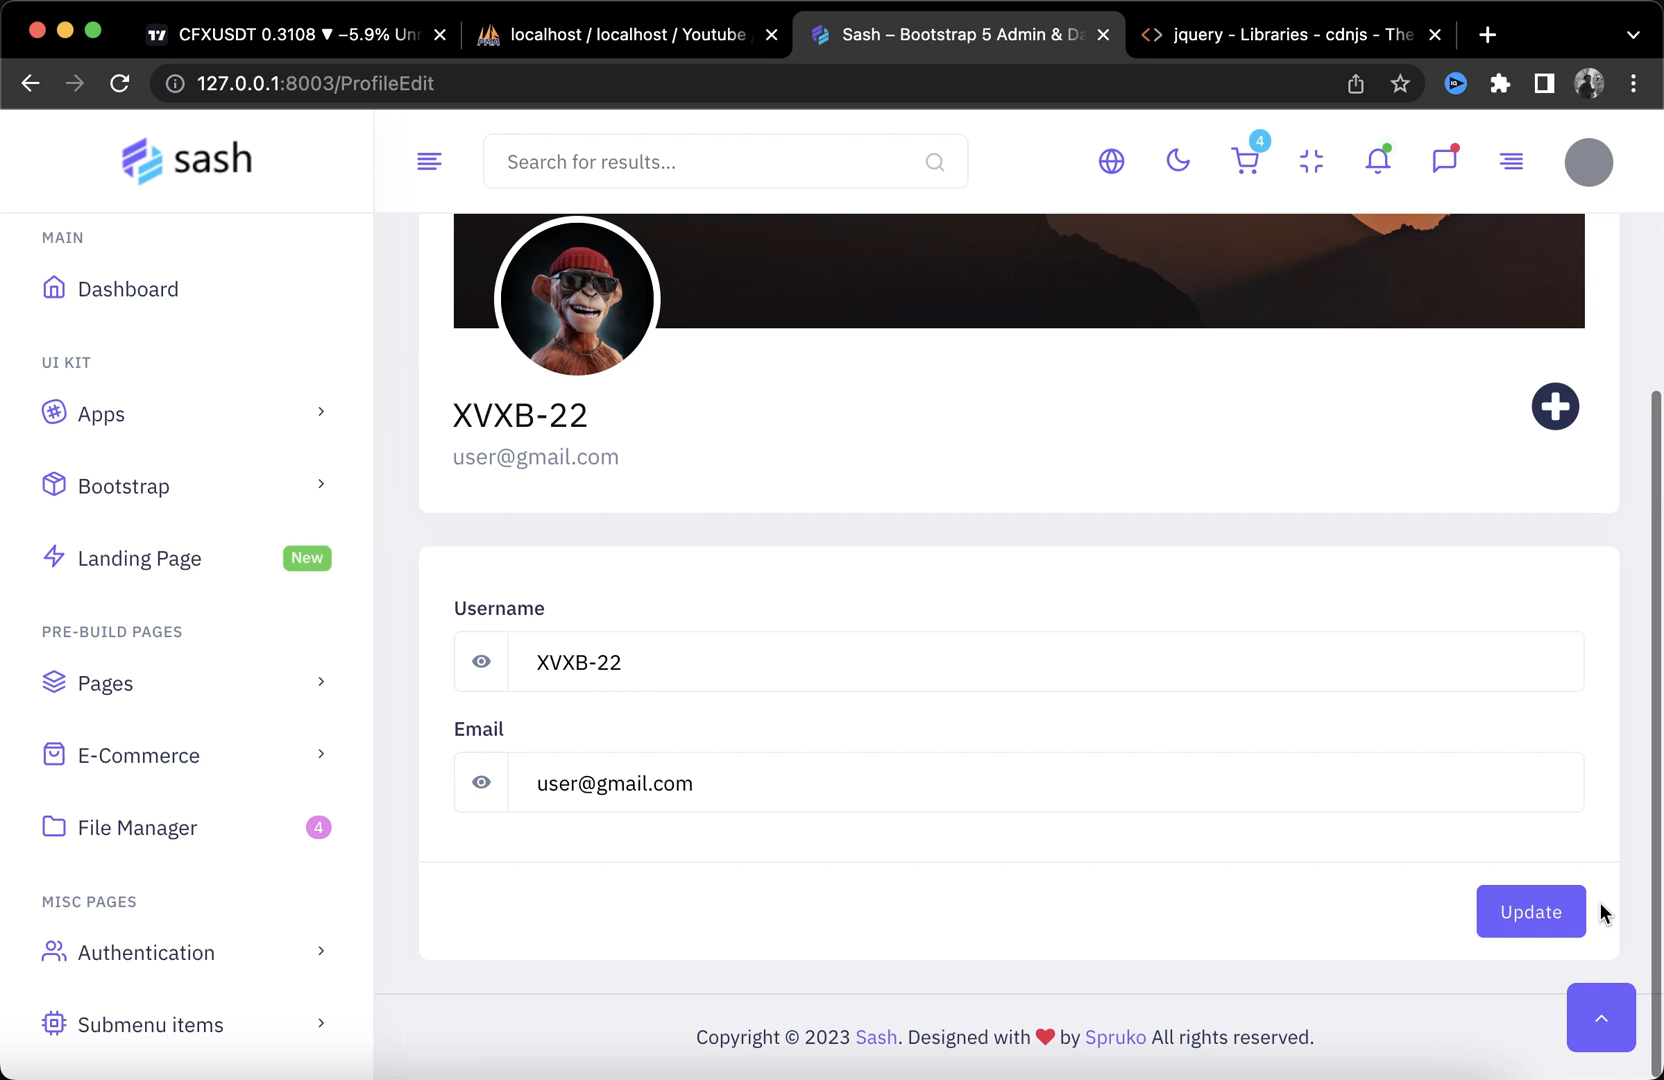 CFXUSDT 0.3108 ▼ −5.9% Unn
localhost / localhost / Youtube
Sash – Bootstrap 5 Admin & Da
jquery - Libraries - cdnjs - The
127.0.0.1:8003/ProfileEdit
sash
Search for results...
4
MAIN
Dashboard
UI KIT
Apps
Bootstrap
Landing Page
New
PRE-BUILD PAGES
Pages
E-Commerce
File Manager
4
MISC PAGES
Authentication
Submenu items
XVXB-22
user@gmail.com
Username
XVXB-22
Email
user@gmail.com
Update
Copyright © 2023 Sash. Designed with ❤ by Spruko All rights reserved.